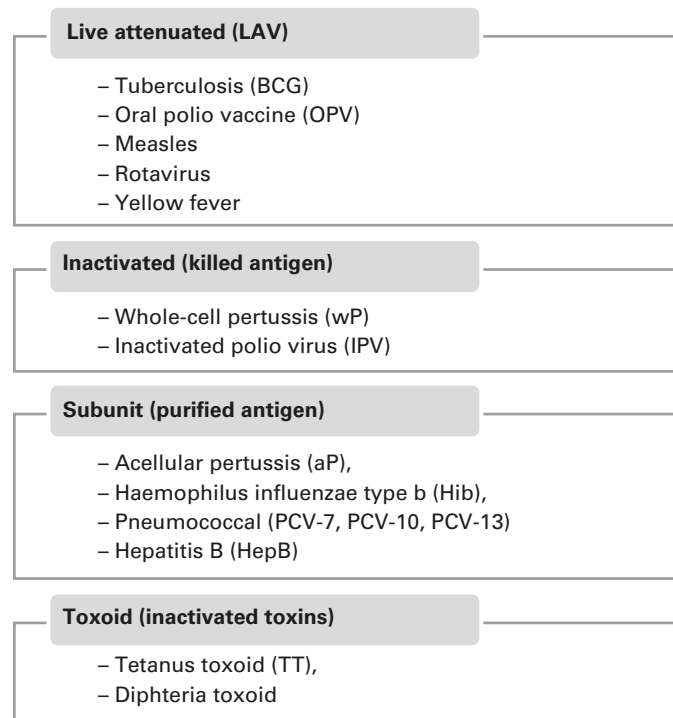 Live attenuated (LAV)
– Tuberculosis (BCG)
– Oral polio vaccine (OPV)
– Measles
– Rotavirus
– Yellow fever
Inactivated (killed antigen)
– Whole-cell pertussis (wP)
– Inactivated polio virus (IPV)
Subunit (purified antigen)
– Acellular pertussis (aP),
– Haemophilus influenzae type b (Hib),
– Pneumococcal (PCV-7, PCV-10, PCV-13)
– Hepatitis B (HepB)
Toxoid (inactivated toxins)
– Tetanus toxoid (TT),
– Diphteria toxoid